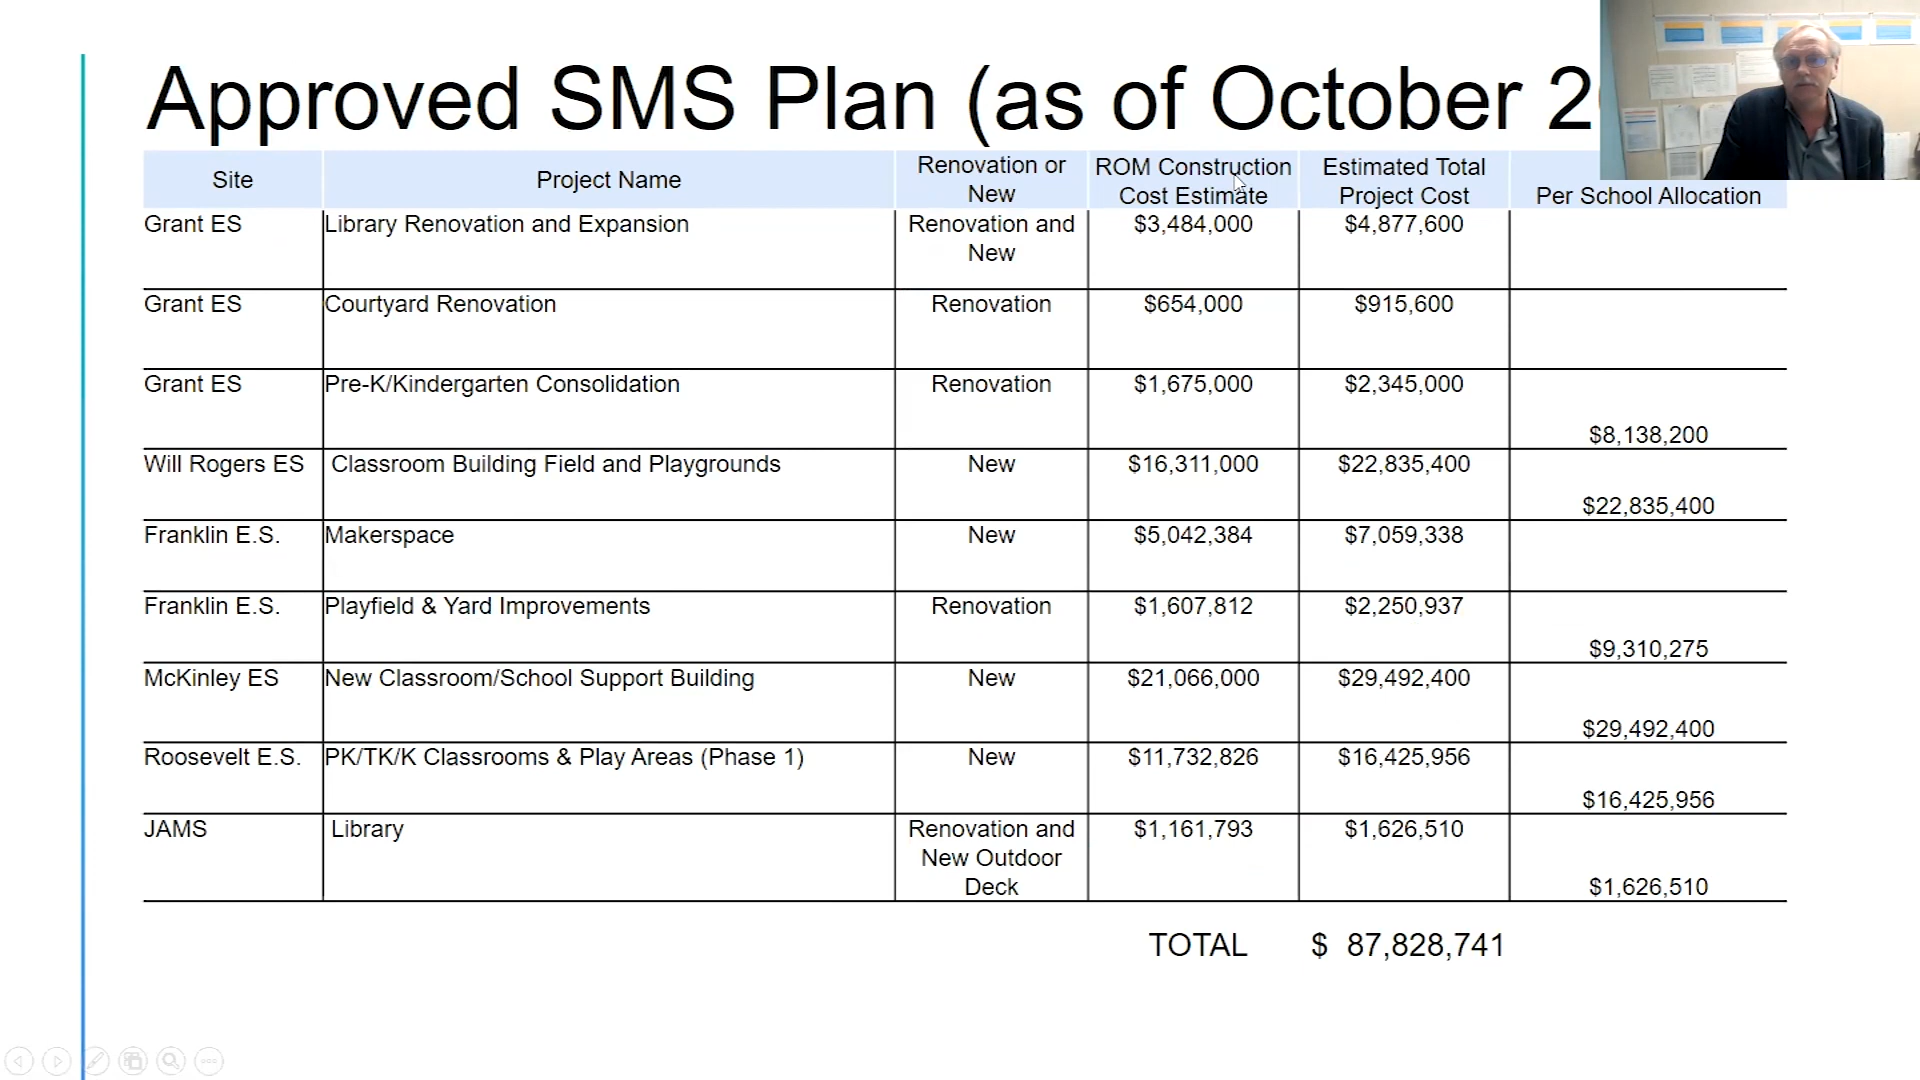 Approved SMS Plan (as of October
Site Project Name Renovation or New ROM Construction Cost Estimate Estimated Total Project Cost Per School Allocation
Grant ES Library Renovation and Expansion Renovation and New $3,484,000 $4,877,600
Grant ES Courtyard Renovation Renovation $654,000 $915,600
Grant ES Pre-K/Kindergarten Consolidation Renovation $1,675,000 $2,345,000 $8,138,200
Will Rogers ES Classroom Building Field and Playgrounds New $16,311,000 $22,835,400 $22,835,400
Franklin E.S. Makerspace New $5,042,384 $7,059,338
Franklin E.S. Playfield & Yard Improvements Renovation $1,607,812 $2,250,937 $9,310,275
McKinley ES New Classroom/School Support Building New $21,066,000 $29,492,400 $29,492,400
Roosevelt E.S. PK/TK/K Classrooms & Play Areas (Phase 1) New $11,732,826 $16,425,956 $16,425,956
JAMS Library Renovation and New Outdoor Deck $1,161,793 $1,626,510 $1,626,510
TOTAL $ 87,828,741